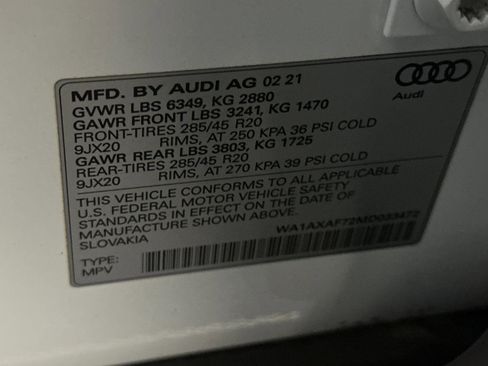 MFD. BY AUDI AG 02 21
GVWR LBS 6349, KG 2880
GAWR FRONT LBS 3241, KG 1470
FRONT-TIRES 285/45 R20
9JX20 RIMS, AT 250 KPA 36 PSI COLD
GAWR REAR LBS 3803, KG 1725
REAR-TIRES 285/45 R20
9JX20 RIMS, AT 270 KPA 39 PSI COLD
THIS VEHICLE CONFORMS TO ALL APPLICABLE
U.S. FEDERAL MOTOR VEHICLE SAFETY
STANDARDS IN EFFECT ON THE DATE OF
MANUFACTURE SHOWN ABOVE.
SLOVAKIA
WA1AXAF72MD033472
TYPE:
MPV
Audi